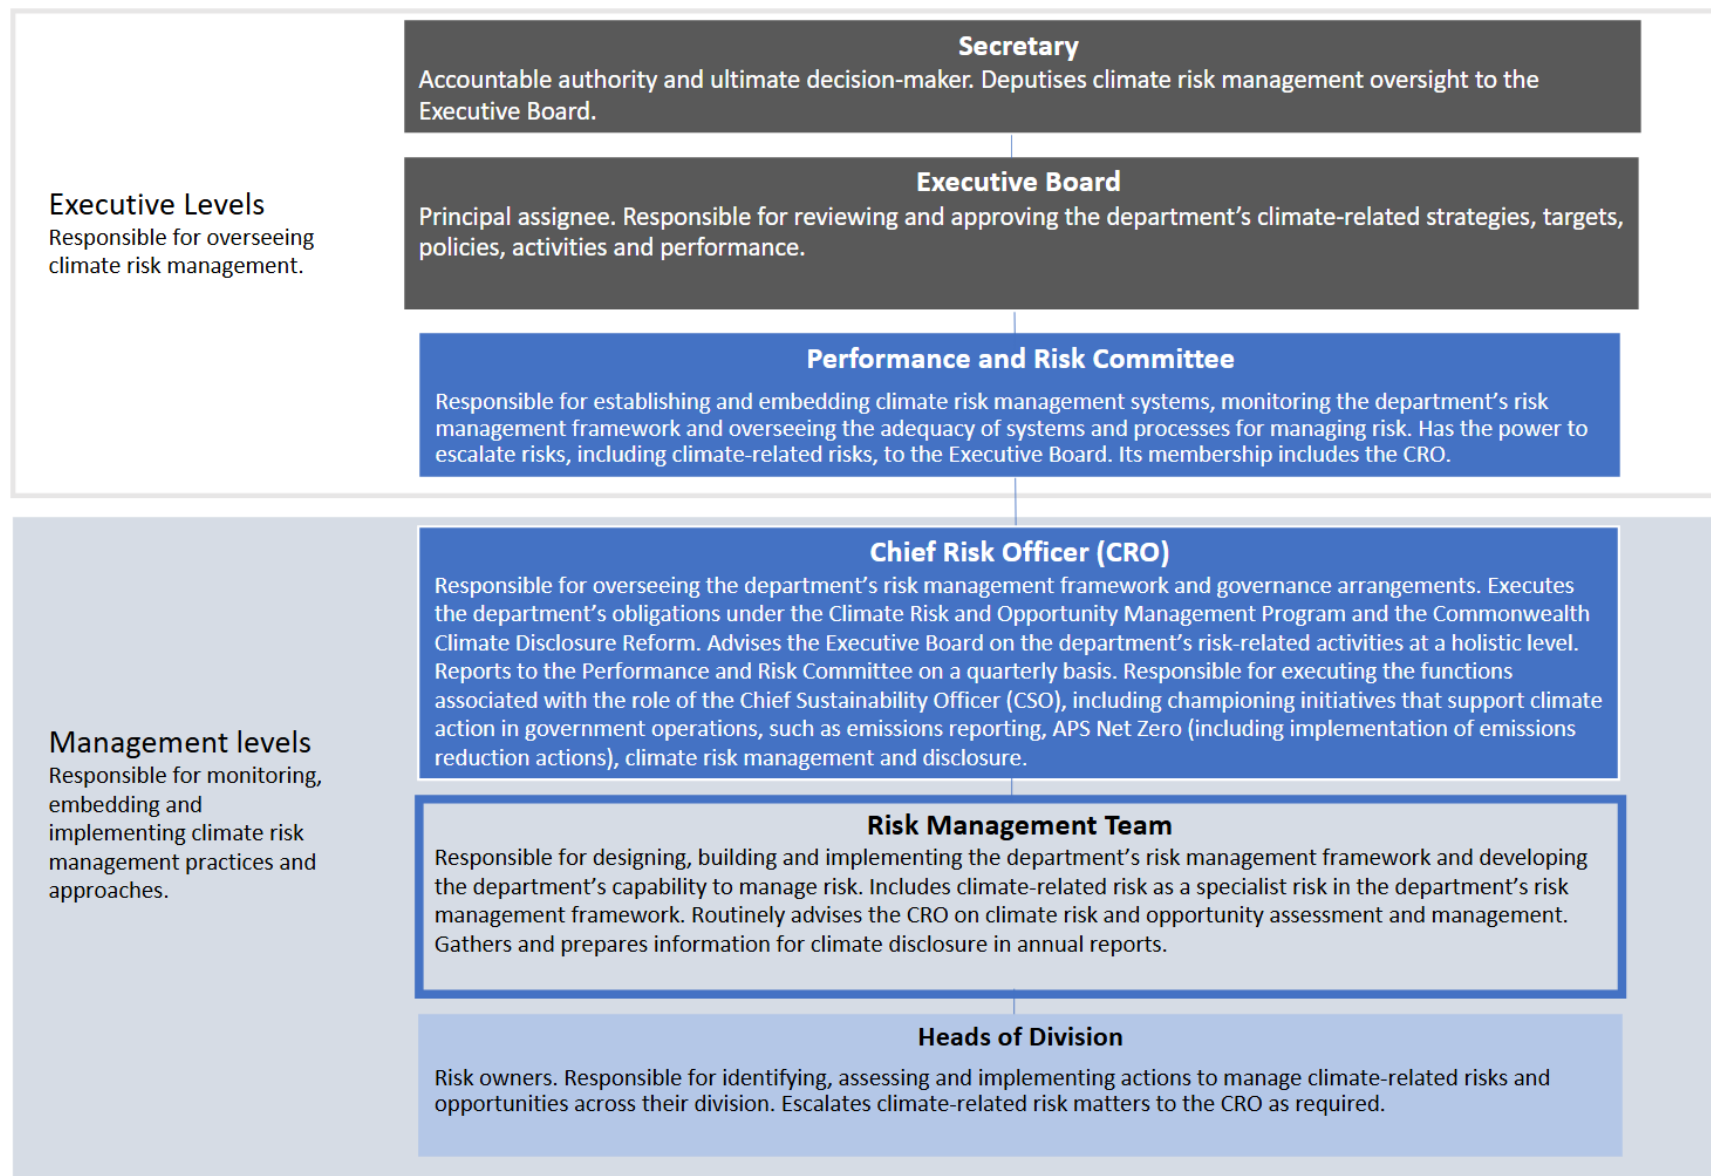 Secretary
Accountable authority and ultimate decision-maker. Deputises climate risk management oversight to the
Executive Board.
Executive Levels
Responsible for overseeing
climate risk management.
Executive Board
Principal assignee. Responsible for reviewing and approving the department’s climate-related strategies, targets,
policies, activities and performance.
Performance and Risk Committee
Responsible for establishing and embedding climate risk management systems, monitoring the department’s risk
management framework and overseeing the adequacy of systems and processes for managing risk. Has the power to
escalate risks, including climate-related risks, to the Executive Board. Its membership includes the CRO.
Management levels
Responsible for monitoring,
embedding and
implementing climate risk
management practices and
approaches.
Chief Risk Officer (CRO)
Responsible for overseeing the department’s risk management framework and governance arrangements. Executes
the department’s obligations under the Climate Risk and Opportunity Management Program and the Commonwealth
Climate Disclosure Reform. Advises the Executive Board on the department’s risk-related activities at a holistic level.
Reports to the Performance and Risk Committee on a quarterly basis. Responsible for executing the functions
associated with the role of the Chief Sustainability Officer (CSO), including championing initiatives that support climate
action in government operations, such as emissions reporting, APS Net Zero (including implementation of emissions
reduction actions), climate risk management and disclosure.
Risk Management Team
Responsible for designing, building and implementing the department’s risk management framework and developing
the department’s capability to manage risk. Includes climate-related risk as a specialist risk in the department’s risk
management framework. Routinely advises the CRO on climate risk and opportunity assessment and management.
Gathers and prepares information for climate disclosure in annual reports.
Heads of Division
Risk owners. Responsible for identifying, assessing and implementing actions to manage climate-related risks and
opportunities across their division. Escalates climate-related risk matters to the CRO as required.